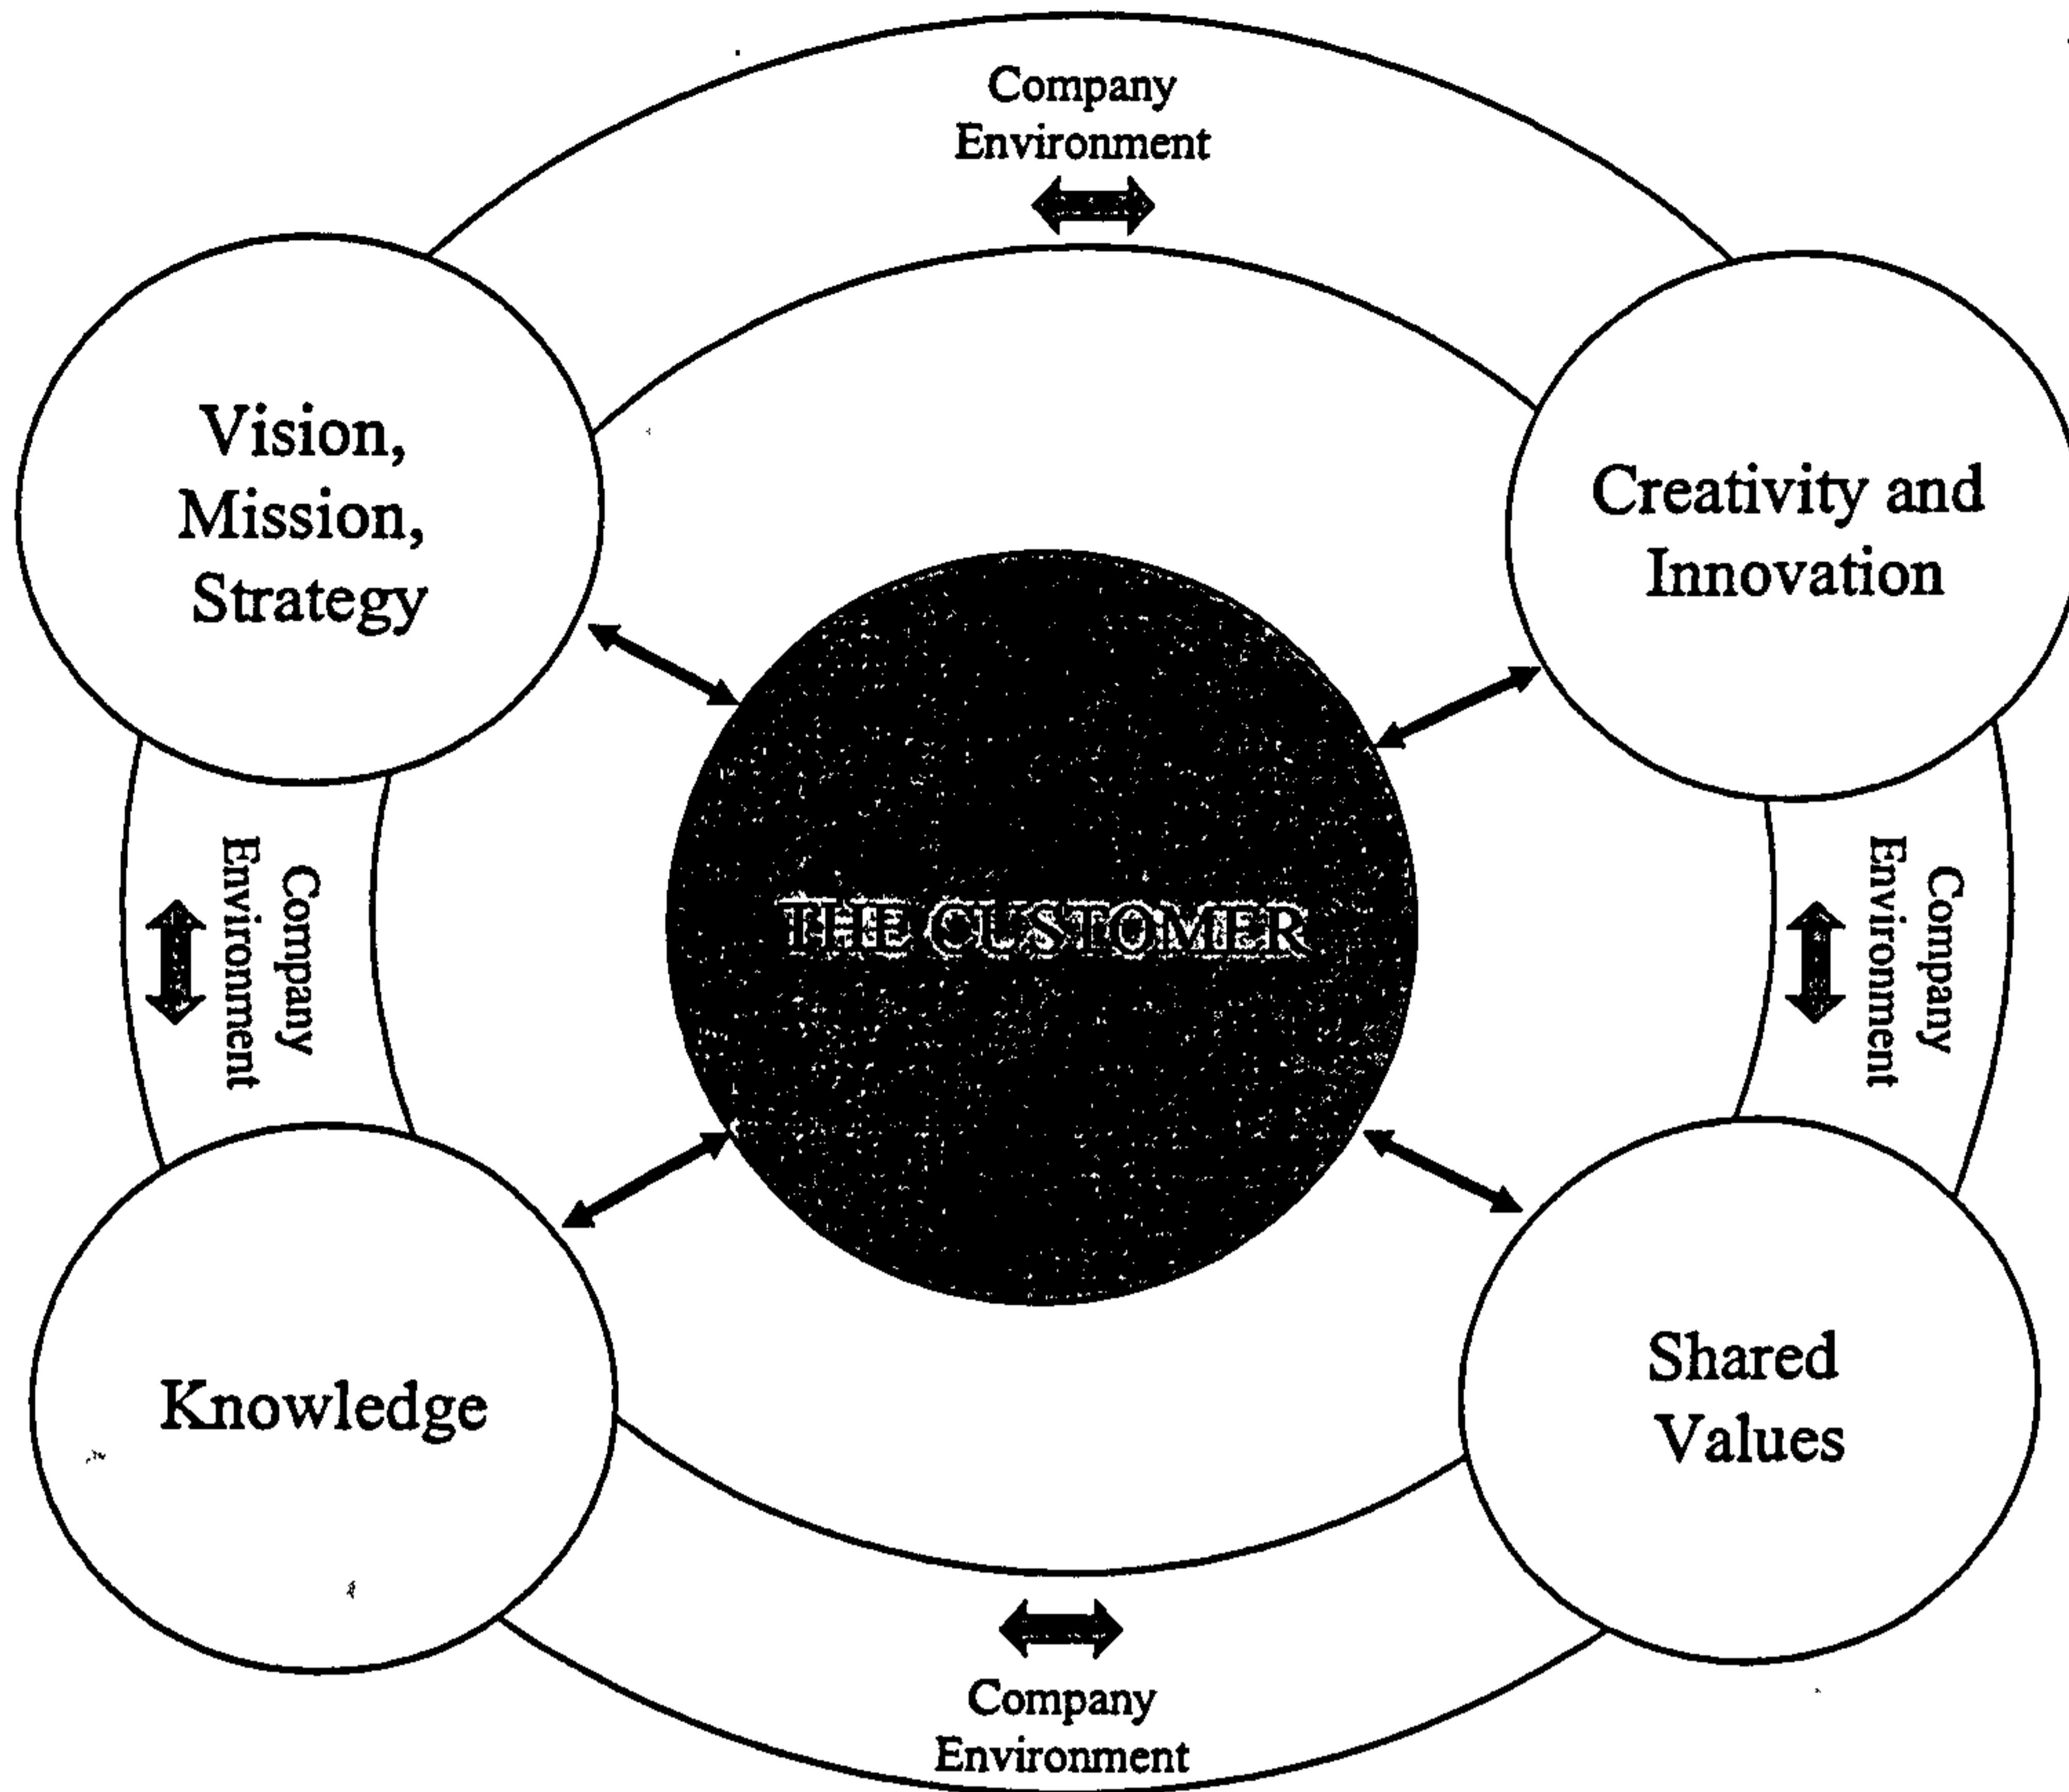 Company
Environment
Vision,
Mission,
Strategy
Creativity and
Innovation
THE CUSTOMER
Company
Environment
Company
Environment
Knowledge
Shared
Values
Company
Environment